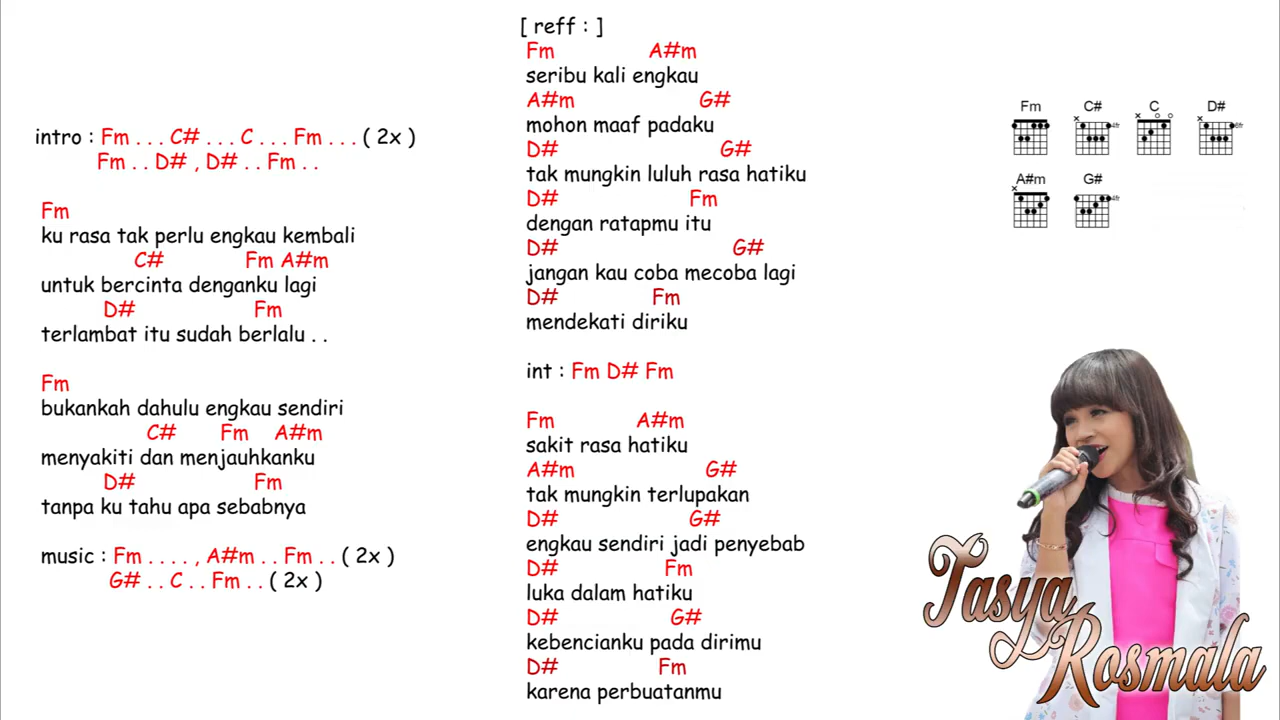 intro : Fm . . . C# . . . C . . . Fm . . . ( 2x )
Fm . . D# , D# . . Fm . .
Fm
ku rasa tak perlu engkau kembali
C# Fm A#m
untuk bercinta denganku lagi
D# Fm
terlambat itu sudah berlalu . .
Fm
bukankah dahulu engkau sendiri
C# Fm A#m
menyakiti dan menjauhkanku
D# Fm
tanpa ku tahu apa sebabnya
music : Fm . . . . , A#m . . Fm . . ( 2x )
G# . . C . . Fm . . ( 2x )
[ reff : ]
Fm A#m
seribu kali engkau
A#m G#
mohon maaf padaku
D# G#
tak mungkin luluh rasa hatiku
D# Fm
dengan ratapmu itu
D# G#
jangan kau coba mecoba lagi
D# Fm
mendekati diriku
int : Fm D# Fm
Fm A#m
sakit rasa hatiku
A#m G#
tak mungkin terlupakan
D# G#
engkau sendiri jadi penyebab
D# Fm
luka dalam hatiku
D# G#
kebencianku pada dirimu
D# Fm
karena perbuatanmu
Fm C# C D#
4fr 6fr
A#m G#
4fr
Tasya
Rosmala